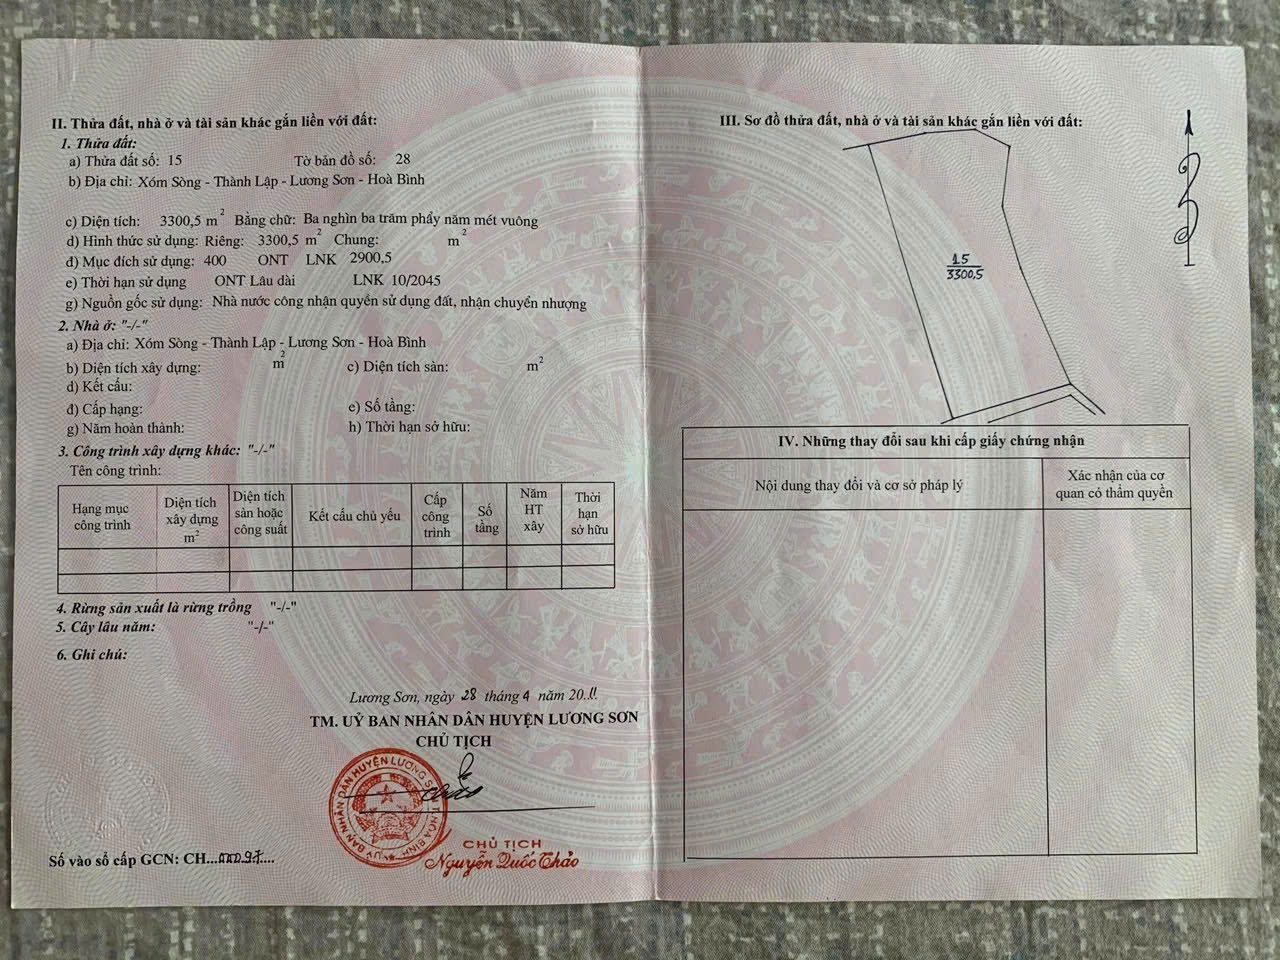 II. Thửa đất, nhà ở và tài sản khác gắn liền với đất:
1. Thửa đất:
a) Thửa đất số: 15 Tờ bản đồ số: 28
b) Địa chỉ: Xóm Sòng - Thành Lập - Lương Sơn - Hoà Bình
c) Diện tích: 3300,5 m2 Bằng chữ: Ba nghìn ba trăm phẩy năm mét vuông
d) Hình thức sử dụng: Riêng: 3300,5 m2 Chung: m2
đ) Mục đích sử dụng: 400 ONT LNK 2900,5
e) Thời hạn sử dụng ONT Lâu dài LNK 10/2045
g) Nguồn gốc sử dụng: Nhà nước công nhận quyền sử dụng đất, nhận chuyển nhượng
2. Nhà ở: "-/-"
a) Địa chỉ: Xóm Sòng - Thành Lập - Lương Sơn - Hoà Bình
b) Diện tích xây dựng: m2 c) Diện tích sàn: m2
d) Kết cấu:
đ) Cấp hạng: e) Số tầng:
g) Năm hoàn thành: h) Thời hạn sở hữu:
3. Công trình xây dựng khác: "-/-"
Tên công trình:
Hạng mục công trình
Diện tích xây dựng m2
Diện tích sàn hoặc công suất
Kết cấu chủ yếu
Cấp công trình
Số tầng
Năm HT xây
Thời hạn sở hữu
4. Rừng sản xuất là rừng trồng "-/-"
5. Cây lâu năm: "-/-"
6. Ghi chú:
Lương Sơn, ngày 28 tháng 4 năm 20.11.
TM. UỶ BAN NHÂN DÂN HUYỆN LƯƠNG SƠN
CHỦ TỊCH
UỶ BAN NHÂN DÂN HUYỆN LƯƠNG SƠN T. HÒA BÌNH
CHỦ TỊCH
Nguyễn Quốc Thảo
Số vào sổ cấp GCN: CH...
III. Sơ đồ thửa đất, nhà ở và tài sản khác gắn liền với đất:
15
3300,5
IV. Những thay đổi sau khi cấp giấy chứng nhận
Nội dung thay đổi và cơ sở pháp lý
Xác nhận của cơ
quan có thẩm quyền